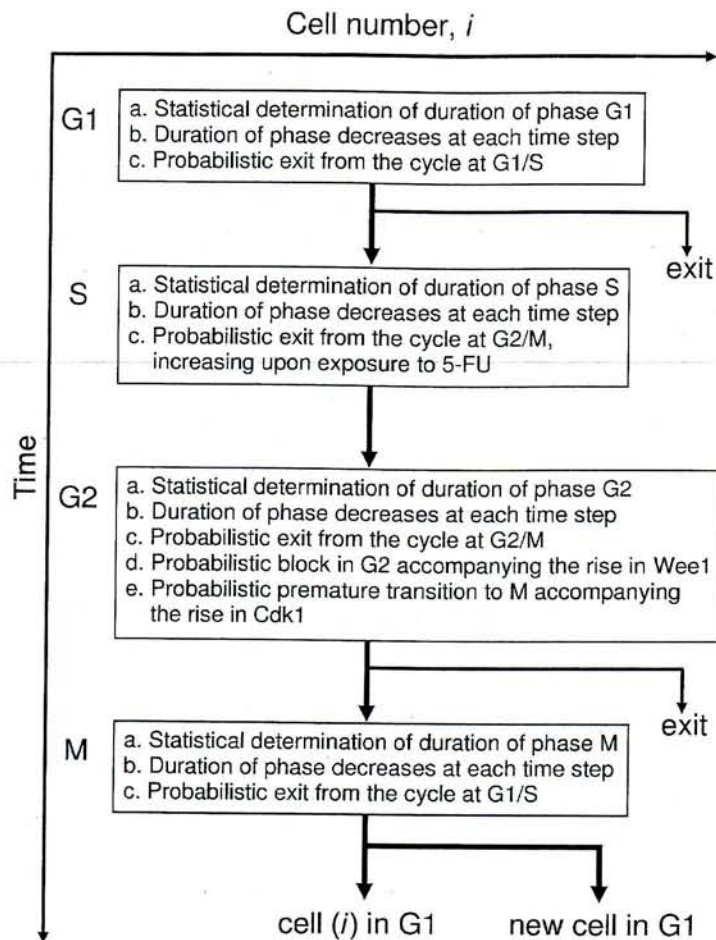 Cell number, i
G1
a. Statistical determination of duration of phase G1
b. Duration of phase decreases at each time step
c. Probabilistic exit from the cycle at G1/S
exit
S
a. Statistical determination of duration of phase S
b. Duration of phase decreases at each time step
c. Probabilistic exit from the cycle at G2/M,
increasing upon exposure to 5-FU
Time
G2
a. Statistical determination of duration of phase G2
b. Duration of phase decreases at each time step
c. Probabilistic exit from the cycle at G2/M
d. Probabilistic block in G2 accompanying the rise in Wee1
e. Probabilistic premature transition to M accompanying
the rise in Cdk1
exit
M
a. Statistical determination of duration of phase M
b. Duration of phase decreases at each time step
c. Probabilistic exit from the cycle at G1/S
cell (i) in G1
new cell in G1